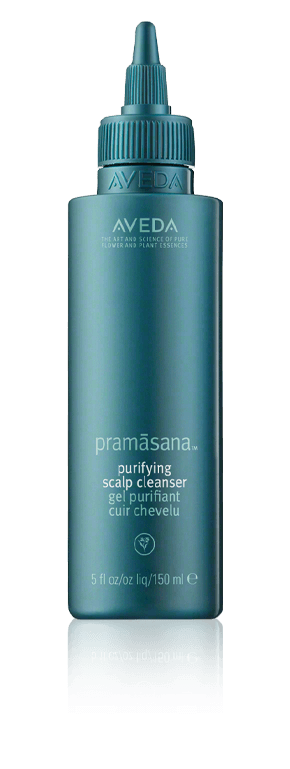 AVEDA
AVEDA
THE ART AND SCIENCE OF PURE
FLOWER AND PLANT ESSENCES
pramāsana™
purifying
scalp cleanser
gel purifiant
cuir chevelu
5 fl oz/oz liq/150 ml ℮